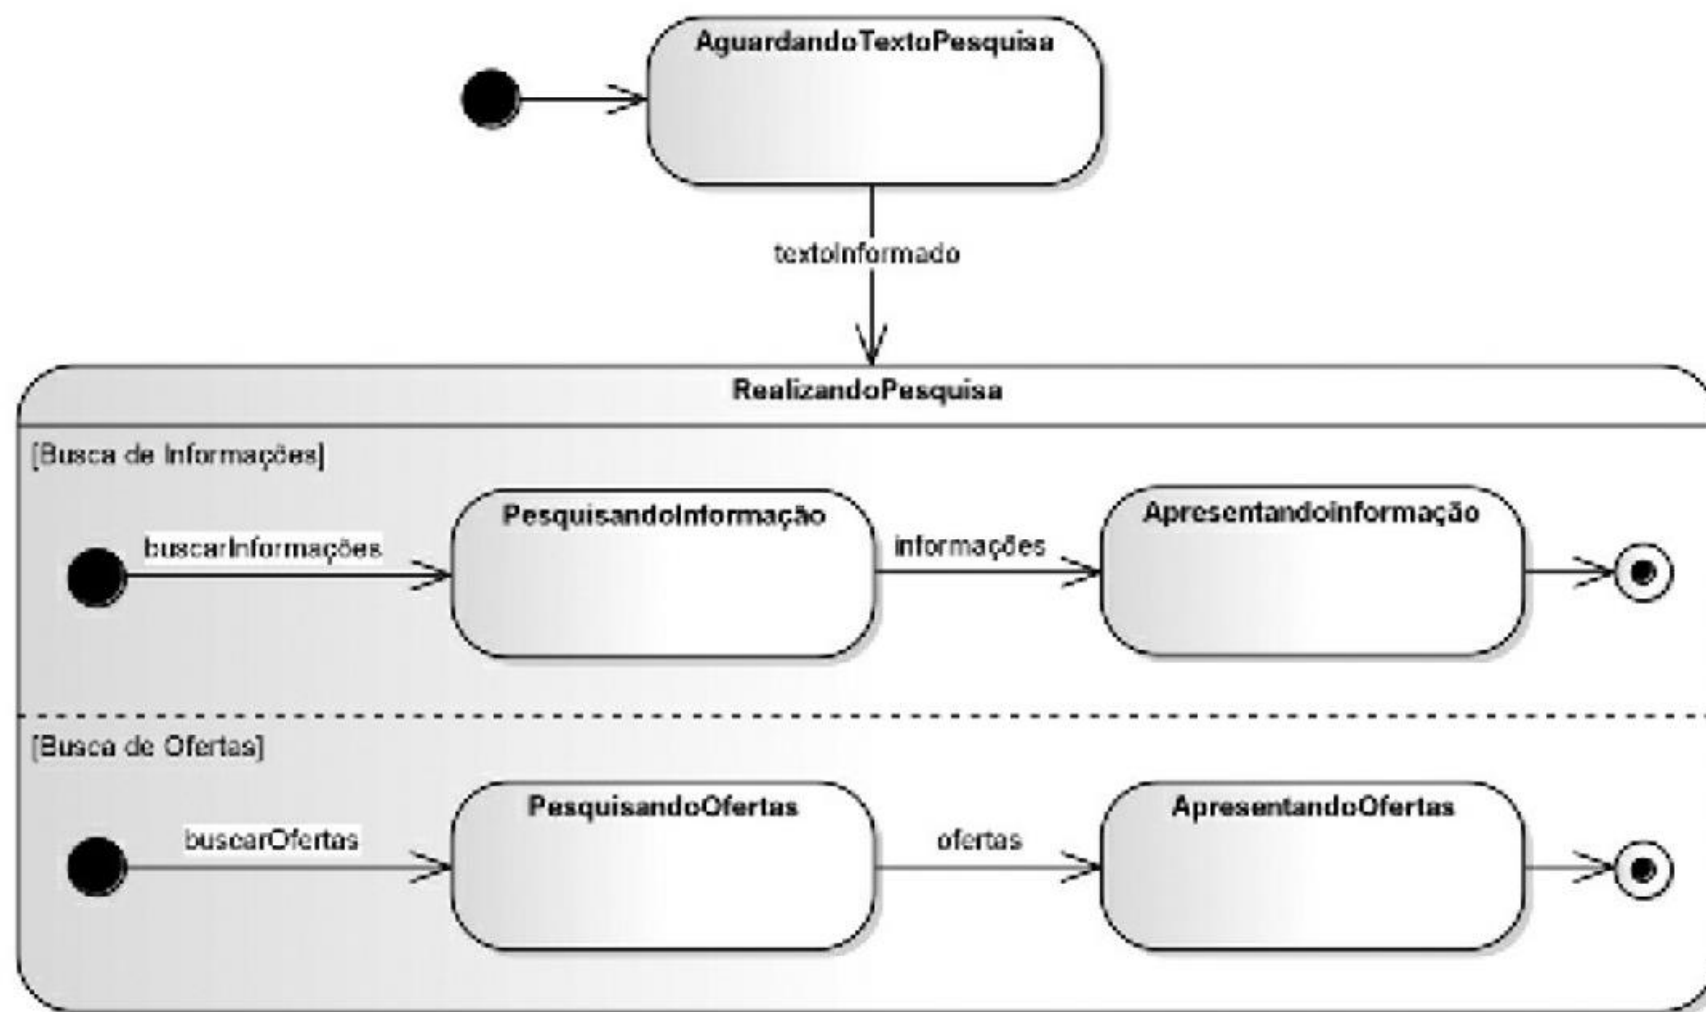 AguardandoTextoPesquisa
textoInformado
RealizandoPesquisa
[Busca de Informações]
buscarInformações
PesquisandoInformação
informações
ApresentandoInformação
[Busca de Ofertas]
buscarOfertas
PesquisandoOfertas
ofertas
ApresentandoOfertas